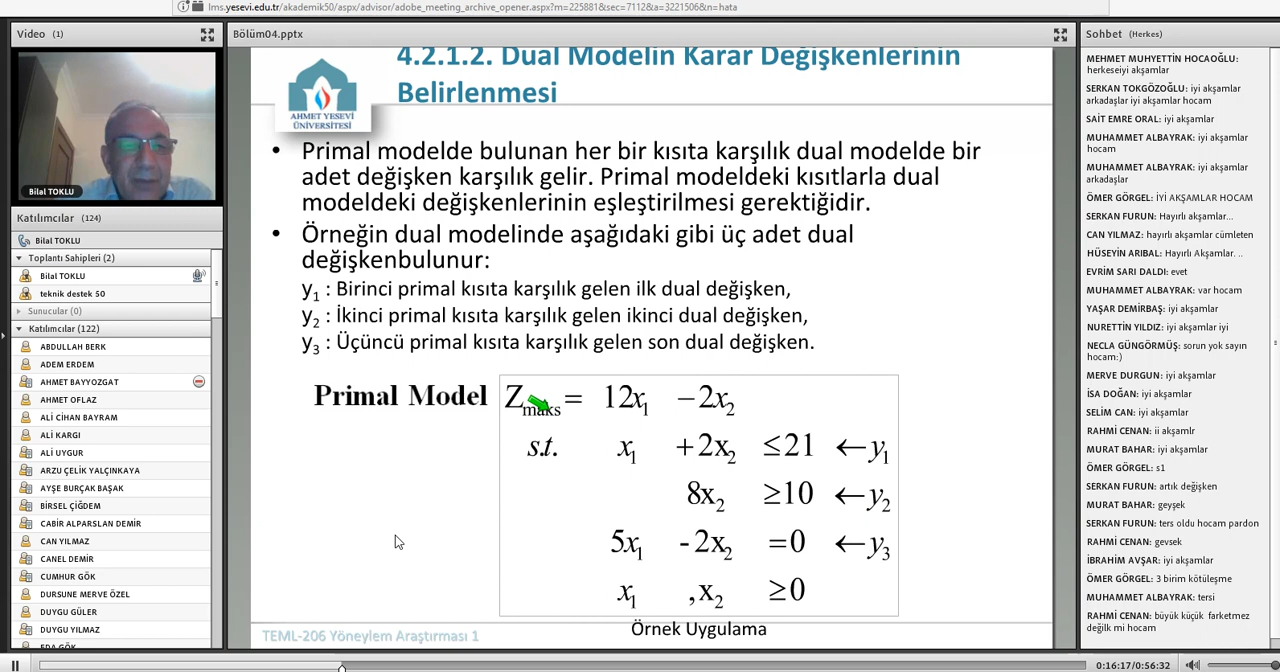 lms.yesevi.edu.tr/akademik50/aspx/advisor/adobe_meeting_archive_opener.aspx?m=225881&sec=7112&a=3221506&n=hata
Video (1)
Bilal TOKLU
Katılımcılar (124)
Bilal TOKLU
Toplantı Sahipleri (2)
Bilal TOKLU
teknik destek 50
Sunucular (0)
Katılımcılar (122)
ABDULLAH BERK
ADEM ERDEM
AHMET BAYYOZGAT
AHMET OFLAZ
ALİ CİHAN BAYRAM
ALİ KARGI
ALİ UYGUR
ARZU ÇELİK YALÇINKAYA
AYŞE BURÇAK BAŞAK
BİRSEL ÇİĞDEM
CABİR ALPARSLAN DEMİR
CAN YILMAZ
CANEL DEMİR
CUMHUR GÖK
DURSUNE MERVE ÖZEL
DUYGU GÜLER
DUYGU YILMAZ
EDA GÖK
Bölüm04.pptx
4.2.1.2. Dual Modelin Karar Değişkenlerinin
Belirlenmesi
AHMET YESEVİ
ÜNİVERSİTESİ
• Primal modelde bulunan her bir kısıta karşılık dual modelde bir
adet değişken karşılık gelir. Primal modeldeki kısıtlarla dual
modeldeki değişkenlerinin eşleştirilmesi gerektiğidir.
• Örneğin dual modelinde aşağıdaki gibi üç adet dual
değişkenbulunur:
y₁ : Birinci primal kısıta karşılık gelen ilk dual değişken,
y₂ : İkinci primal kısıta karşılık gelen ikinci dual değişken,
y₃ : Üçüncü primal kısıta karşılık gelen son dual değişken.
Primal Model Zmaks = 12x₁ −2x₂
s.t. x₁ +2x₂ ≤21 ←y₁
8x₂ ≥10 ←y₂
5x₁ -2x₂ =0 ←y₃
x₁ ,x₂ ≥0
TEML-206 Yöneylem Araştırması 1
Örnek Uygulama
Sohbet (Herkes)
MEHMET MUHYETTİN HOCAOĞLU:
herkeseiyi akşamlar
SERKAN TOKGÖZOĞLU: iyi akşamlar
arkadaşlar iyi akşamlar hocam
SAİT EMRE ORAL: iyi akşamlar
MUHAMMET ALBAYRAK: iyi akşamlar
hocam
MUHAMMET ALBAYRAK: iyi akşamlar
arkadaşlar
ÖMER GÖRGEL: İYİ AKŞAMLAR HOCAM
SERKAN FURUN: Hayırlı akşamlar...
CAN YILMAZ: hayırlı akşamlar cümleten
HÜSEYİN ARIBAL: Hayırlı Akşamlar. ..
EVRİM SARI DALDI: evet
MUHAMMET ALBAYRAK: var hocam
YAŞAR DEMİRBAŞ: iyi akşamlar
NURETTİN YILDIZ: iyi akşamlar iyi
NECLA GÜNGÖRMÜŞ: sorun yok sayın
hocam:)
MERVE DURGUN: iyi akşamlar
İSA DOĞAN: iyi akşamlar
SELİM CAN: iyi akşamlar
RAHMİ CENAN: ii akşamlr
MURAT BAHAR: iyi akşamlar
ÖMER GÖRGEL: s1
SERKAN FURUN: artık değişken
MURAT BAHAR: geyşek
SERKAN FURUN: ters oldu hocam pardon
RAHMİ CENAN: gevsek
İBRAHİM AVŞAR: iyi akşamlar
ÖMER GÖRGEL: 3 birim kötüleşme
MUHAMMET ALBAYRAK: tersi
RAHMİ CENAN: büyük küçük farketmez
değilk mi hocam
0:16:17/0:56:32